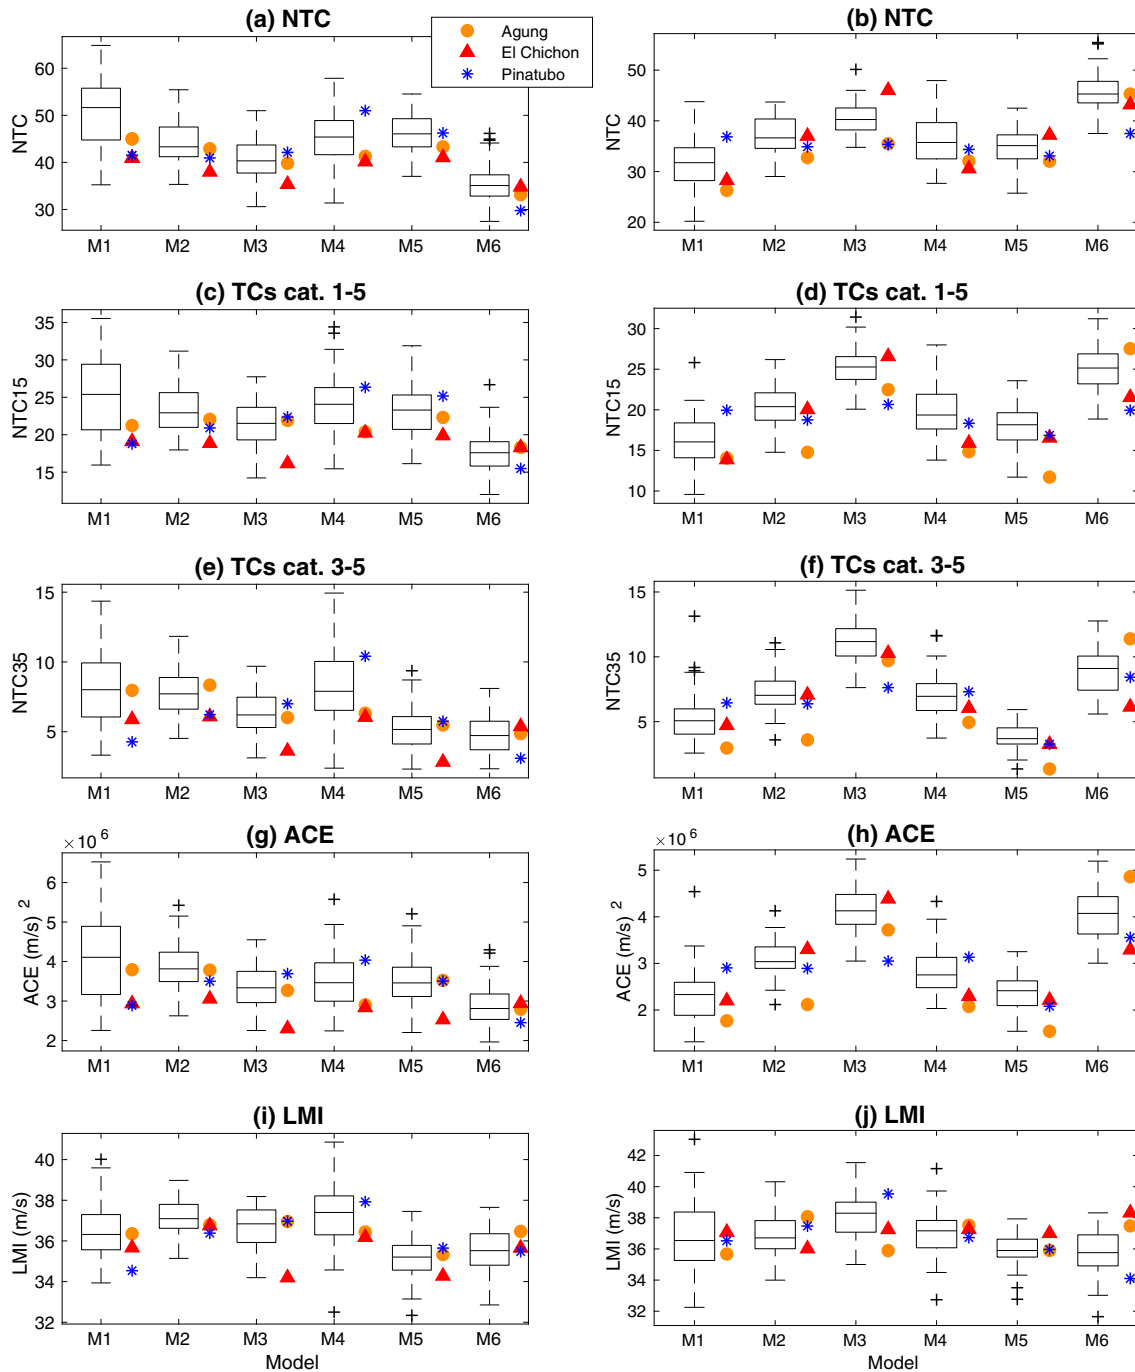 (a) NTC
(b) NTC
Agung
El Chichon
Pinatubo
NTC
60
50
40
30
M1 M2 M3 M4 M5 M6
NTC
50
40
30
20
M1 M2 M3 M4 M5 M6
(c) TCs cat. 1-5
(d) TCs cat. 1-5
NTC15
35
30
25
20
15
M1 M2 M3 M4 M5 M6
NTC15
30
25
20
15
10
M1 M2 M3 M4 M5 M6
(e) TCs cat. 3-5
(f) TCs cat. 3-5
NTC35
15
10
5
M1 M2 M3 M4 M5 M6
NTC35
15
10
5
M1 M2 M3 M4 M5 M6
(g) ACE
(h) ACE
× 10 6
ACE (m/s) 2
6
5
4
3
2
M1 M2 M3 M4 M5 M6
× 10 6
ACE (m/s) 2
5
4
3
2
M1 M2 M3 M4 M5 M6
(i) LMI
(j) LMI
LMI (m/s)
40
38
36
34
32
M1 M2 M3 M4 M5 M6
Model
LMI (m/s)
42
40
38
36
34
32
M1 M2 M3 M4 M5 M6
Model